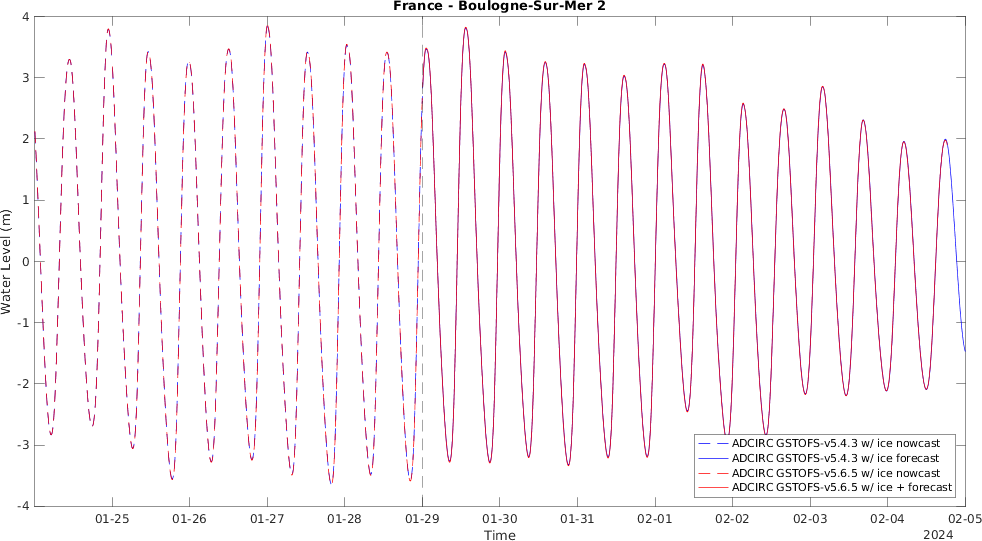 France - Boulogne-Sur-Mer 2
Water Level (m)
4
3
2
1
0
-1
-2
-3
-4
ADCIRC GSTOFS-v5.4.3 w/ ice nowcast
ADCIRC GSTOFS-v5.4.3 w/ ice forecast
ADCIRC GSTOFS-v5.6.5 w/ ice nowcast
ADCIRC GSTOFS-v5.6.5 w/ ice + forecast
01-25 01-26 01-27 01-28 01-29 01-30 01-31 02-01 02-02 02-03 02-04 02-05
Time
2024